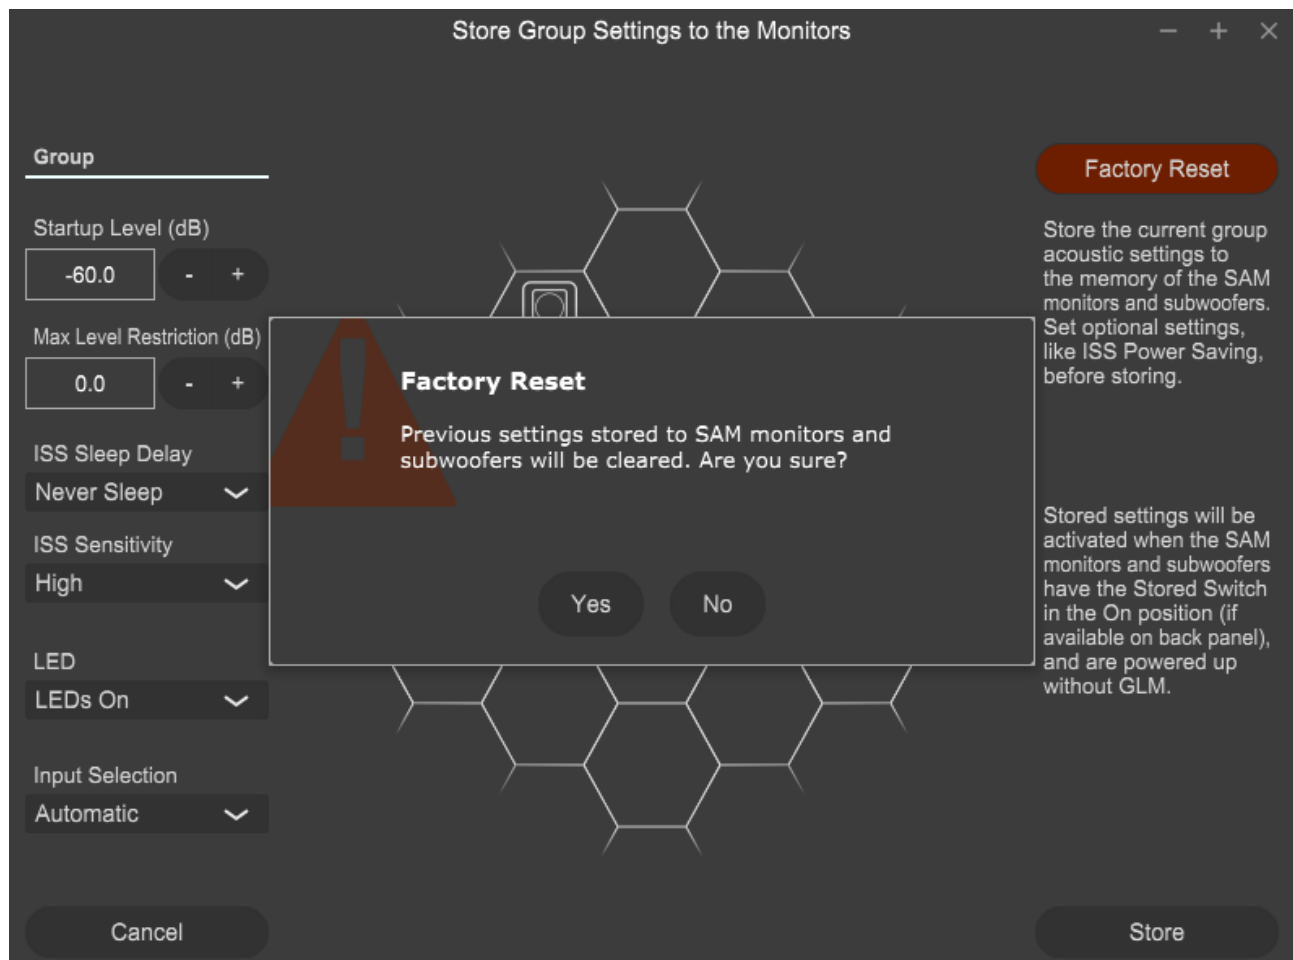 Store Group Settings to the Monitors
Group
Startup Level (dB)
-60.0 - +
Max Level Restriction (dB)
0.0 - +
ISS Sleep Delay
Never Sleep
ISS Sensitivity
High
LED
LEDs On
Input Selection
Automatic
Cancel
Factory Reset
Previous settings stored to SAM monitors and
subwoofers will be cleared. Are you sure?
Yes No
Factory Reset
Store the current group
acoustic settings to
the memory of the SAM
monitors and subwoofers.
Set optional settings,
like ISS Power Saving,
before storing.
Stored settings will be
activated when the SAM
monitors and subwoofers
have the Stored Switch
in the On position (if
available on back panel),
and are powered up
without GLM.
Store